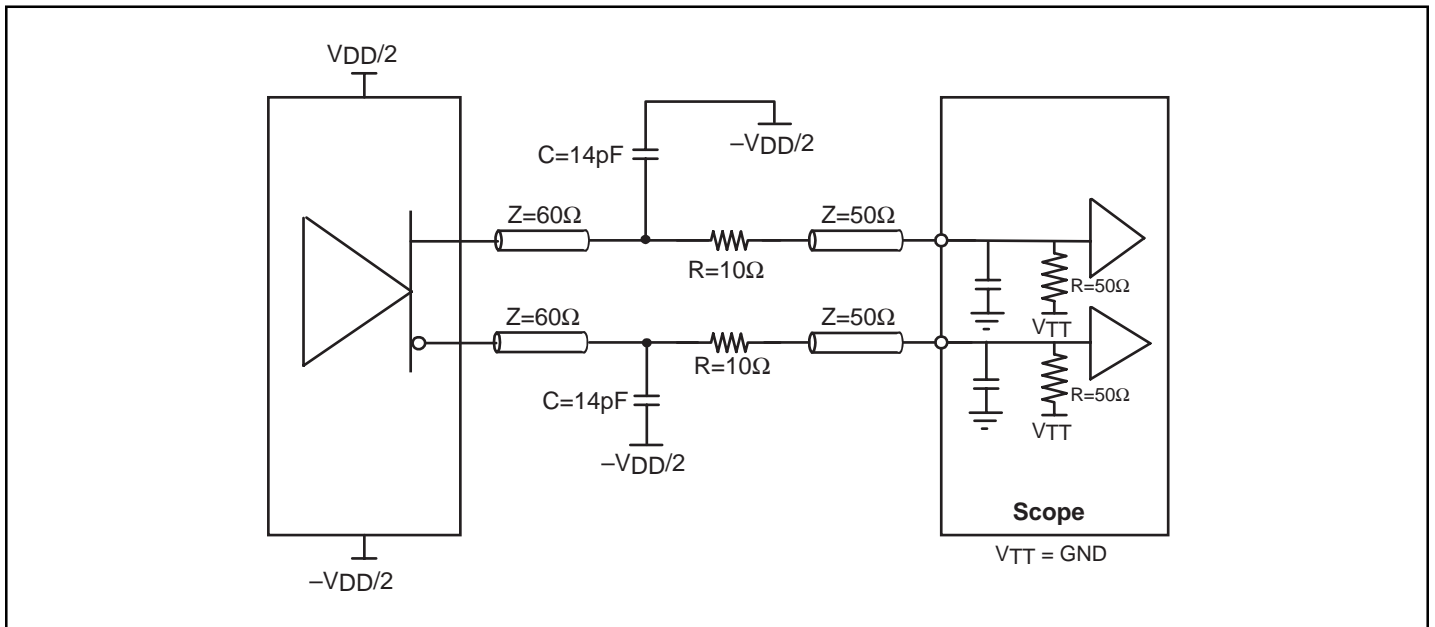 VDD/2
C=14pF
–VDD/2
Z=60Ω
Z=50Ω
R=10Ω
R=50Ω
VTT
Z=60Ω
Z=50Ω
R=10Ω
R=50Ω
C=14pF
VTT
–VDD/2
Scope
VTT = GND
–VDD/2